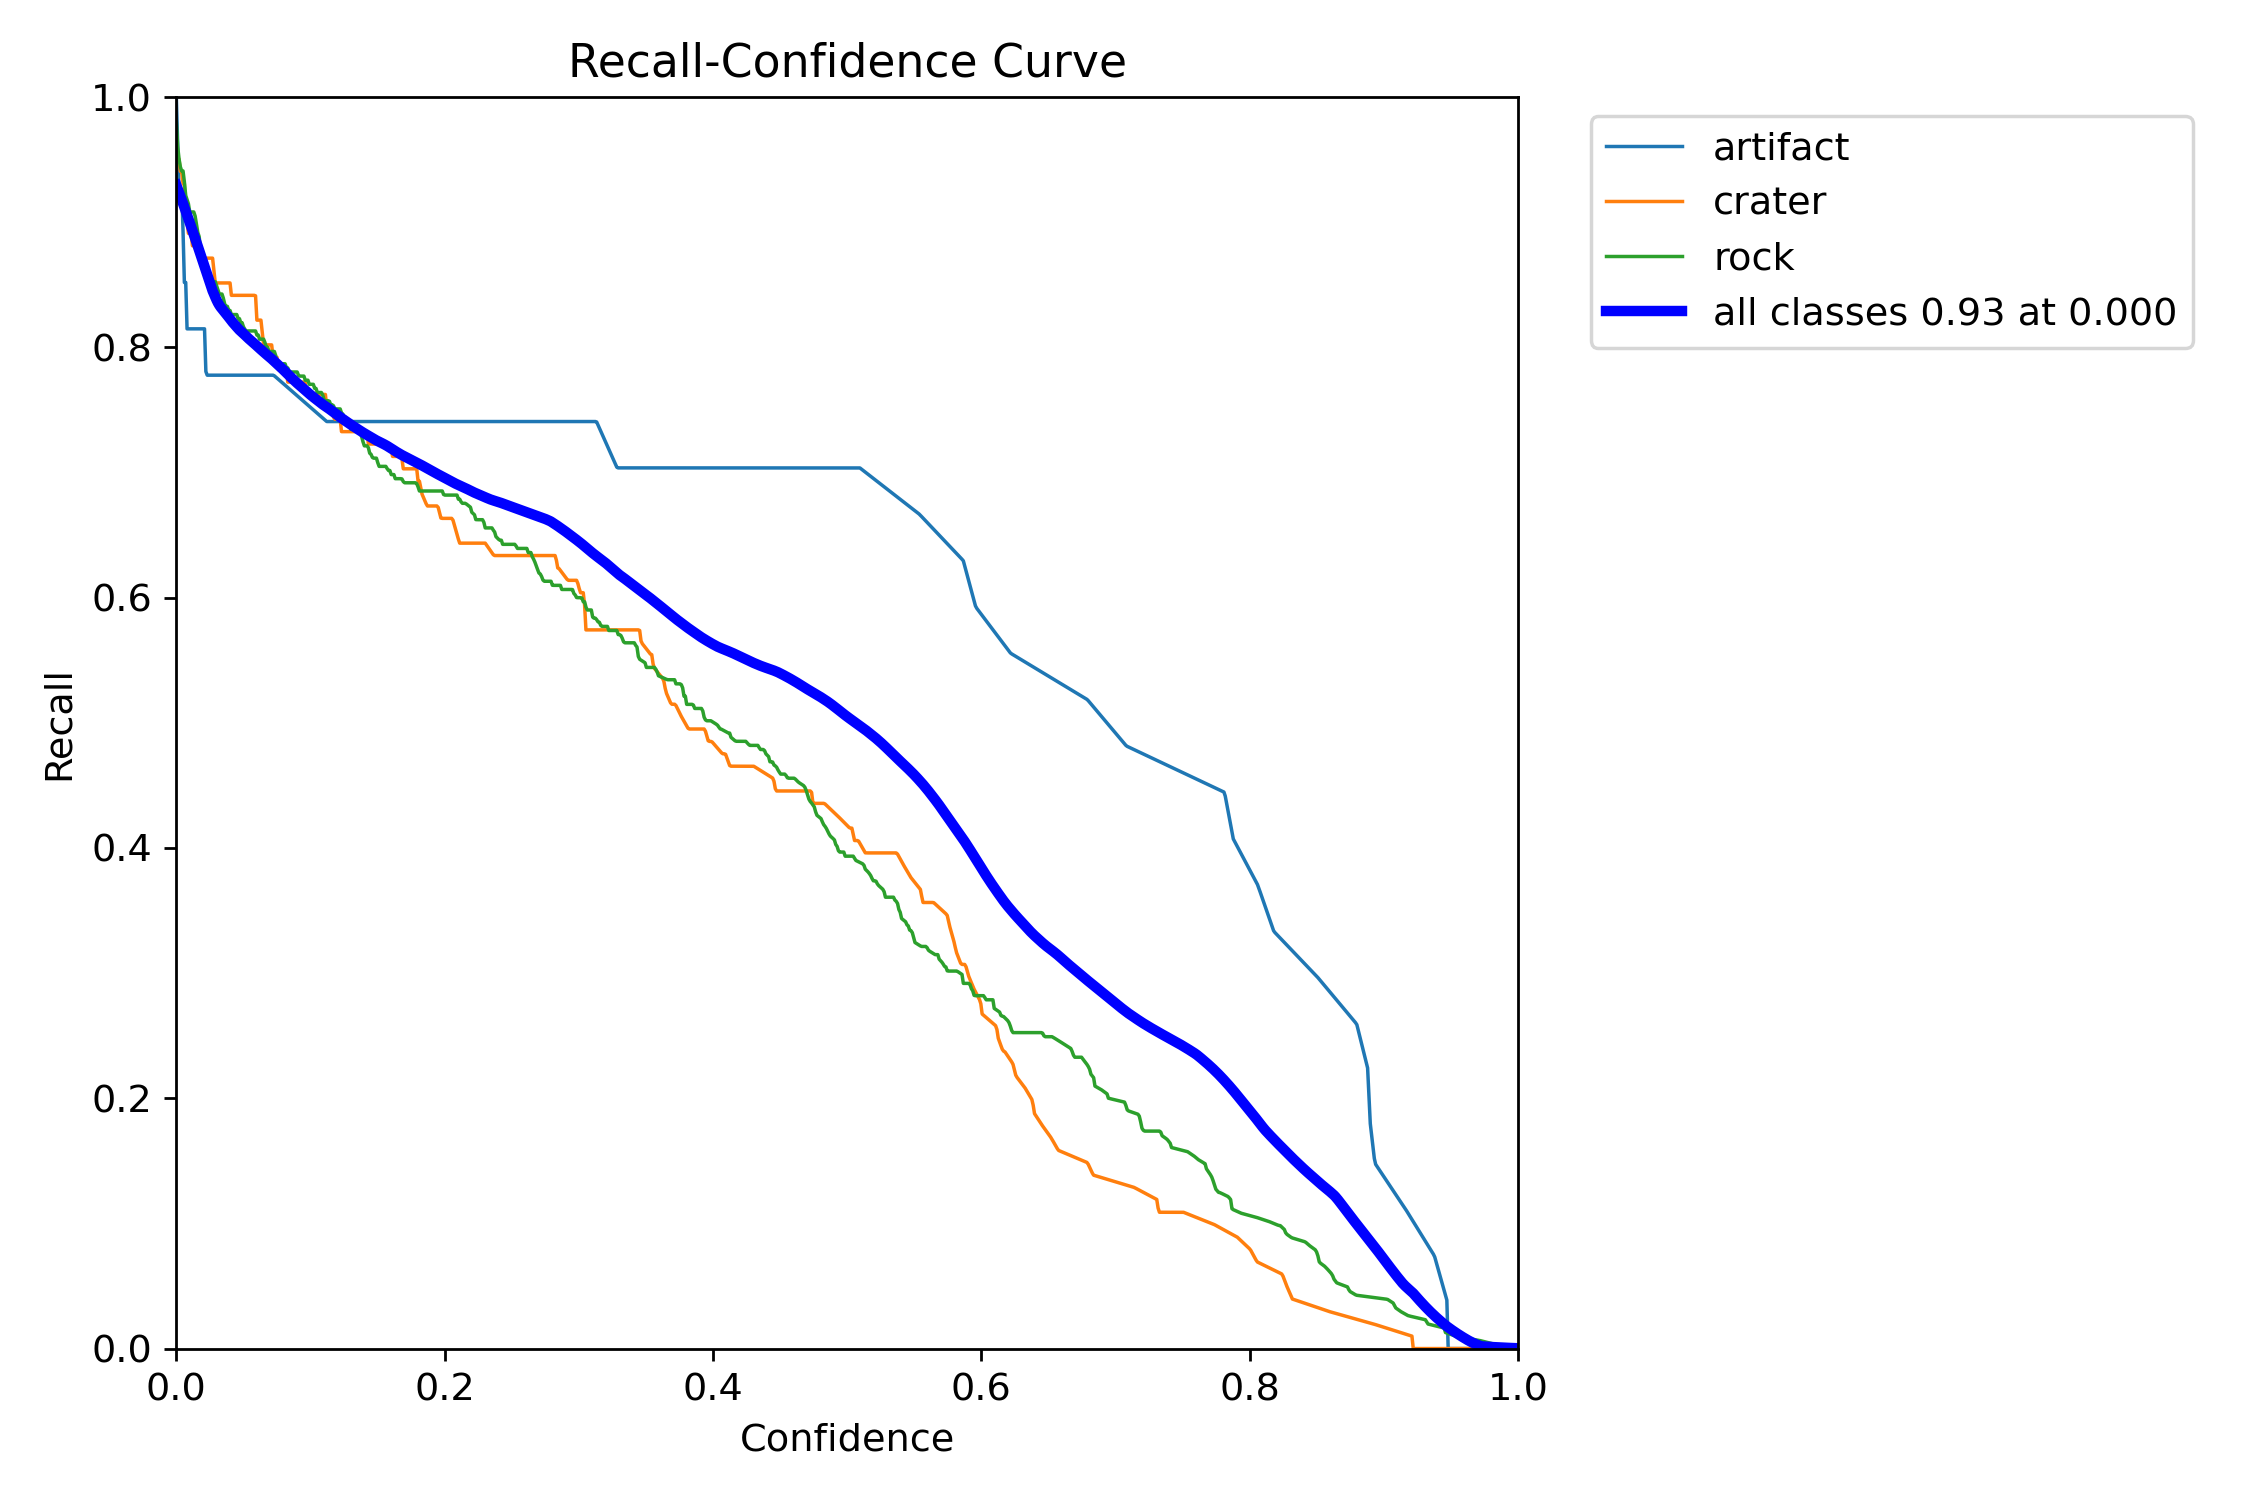 Recall-Confidence Curve
1.0
0.8
0.6
0.4
0.2
0.0
Recall
0.0 0.2 0.4 0.6 0.8 1.0
Confidence
artifact
crater
rock
all classes 0.93 at 0.000